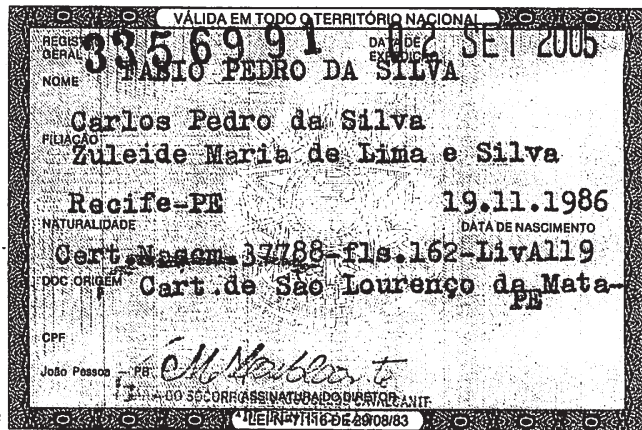 VÁLIDA EM TODO O TERRITÓRIO NACIONAL
REGISTRO GERAL 3356991 DATA DE EXPEDIÇÃO 02 SET 2005
NOME FABIO PEDRO DA SILVA
Carlos Pedro da Silva
FILIAÇÃO
Zuleide Maria de Lima e Silva
Recife-PE 19.11.1986
NATURALIDADE DATA DE NASCIMENTO
Cert.Nascm.37788-fls.162-LivA119
DOC ORIGEM Cart.de São Lourenço da Mata-
PE
CPF
João Pessoa - PB
ASSINATURA DO DIRETOR
LEI Nº 7.116 DE 29/08/83